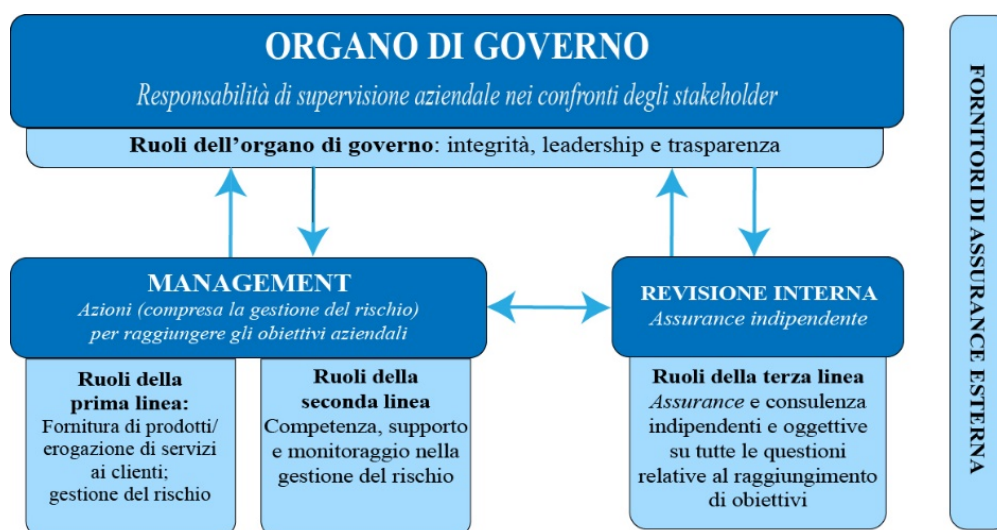 ORGANO DI GOVERNO
Responsabilità di supervisione aziendale nei confronti degli stakeholder
Ruoli dell’organo di governo: integrità, leadership e trasparenza
MANAGEMENT
Azioni (compresa la gestione del rischio)
per raggiungere gli obiettivi aziendali
Ruoli della
prima linea:
Fornitura di prodotti/
erogazione di servizi
ai clienti;
gestione del rischio
Ruoli della
seconda linea
Competenza, supporto
e monitoraggio nella
gestione del rischio
REVISIONE INTERNA
Assurance indipendente
Ruoli della terza linea
Assurance e consulenza
indipendenti e oggettive
su tutte le questioni
relative al raggiungimento
di obiettivi
FORNITORI DI ASSURANCE ESTERNA